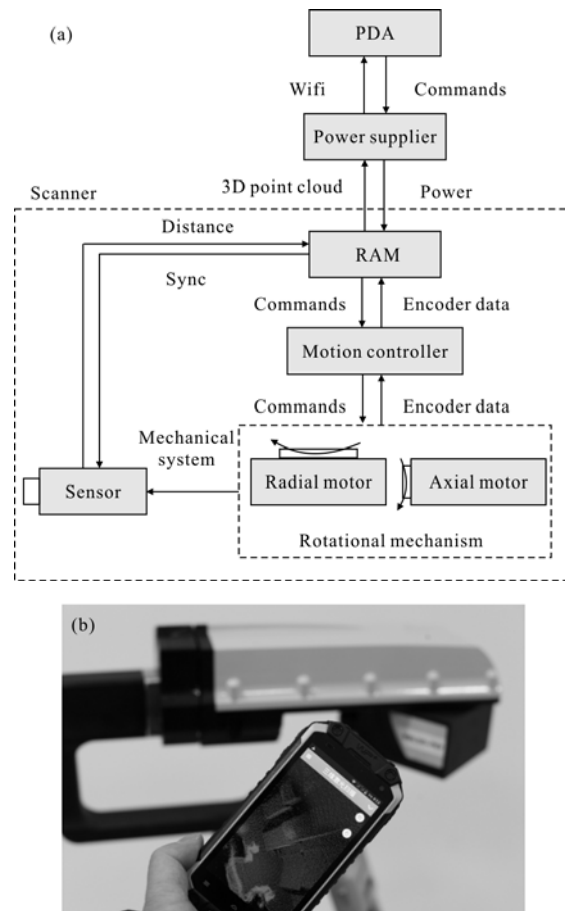 (a)
PDA
Wifi
Commands
Power supplier
3D point cloud
Power
Scanner
Distance
RAM
Sync
Commands
Encoder data
Motion controller
Commands
Encoder data
Mechanical
system
Sensor
Radial motor
Axial motor
Rotational mechanism
(b)